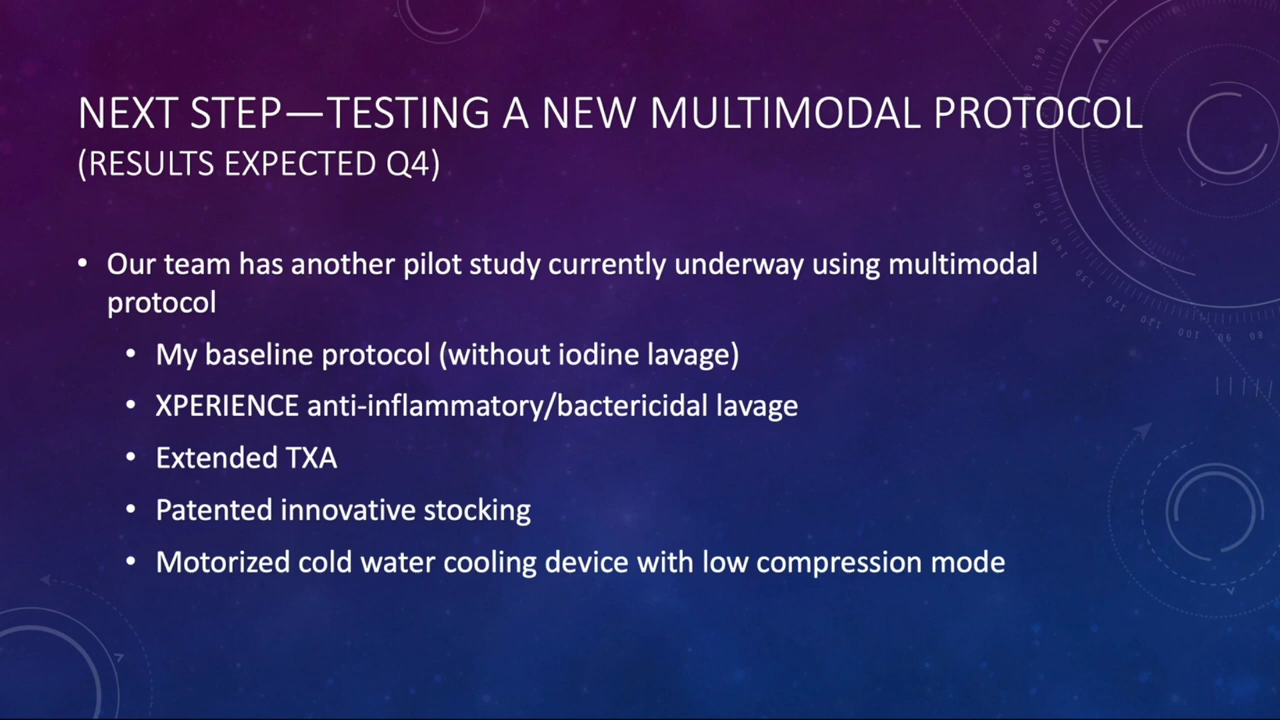 NEXT STEP—TESTING A NEW MULTIMODAL PROTOCOL
(RESULTS EXPECTED Q4)
• Our team has another pilot study currently underway using multimodal
protocol
• My baseline protocol (without iodine lavage)
• XPERIENCE anti-inflammatory/bactericidal lavage
• Extended TXA
• Patented innovative stocking
• Motorized cold water cooling device with low compression mode